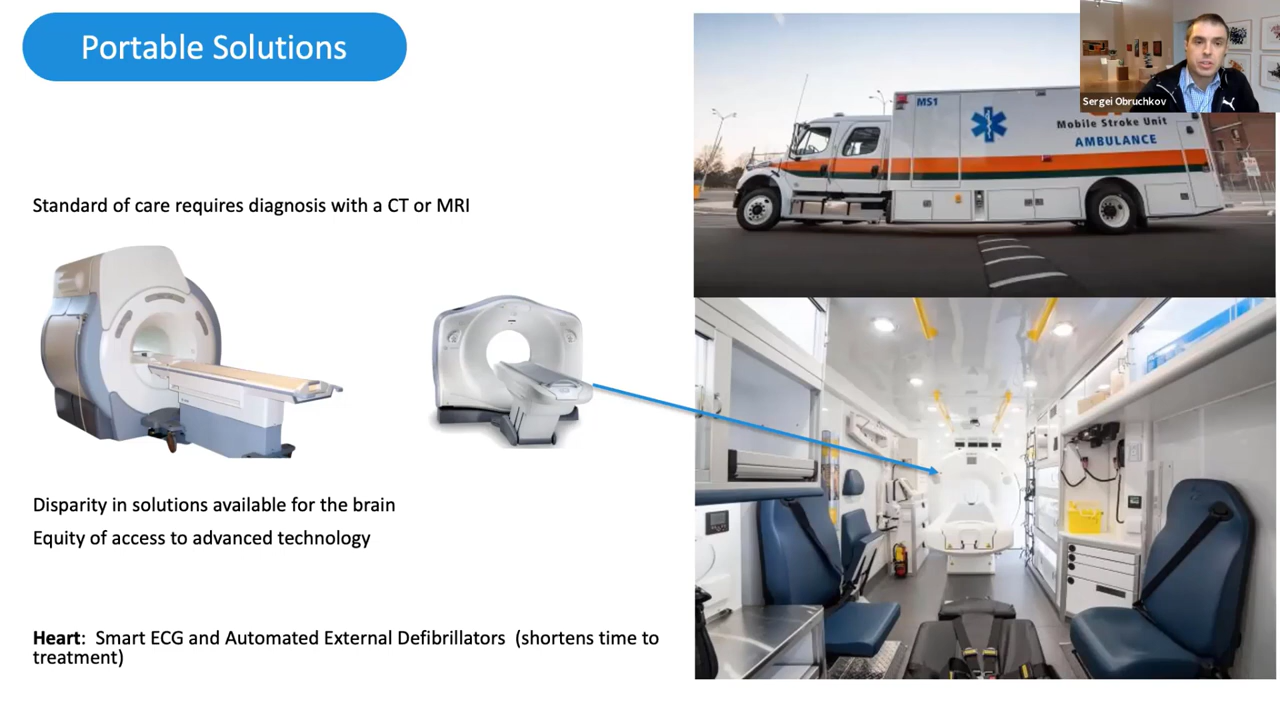 Portable Solutions
Sergei Obruchkov
MS1
Mobile Stroke Unit
AMBULANCE
Standard of care requires diagnosis with a CT or MRI
Disparity in solutions available for the brain
Equity of access to advanced technology
Heart: Smart ECG and Automated External Defibrillators (shortens time to
treatment)